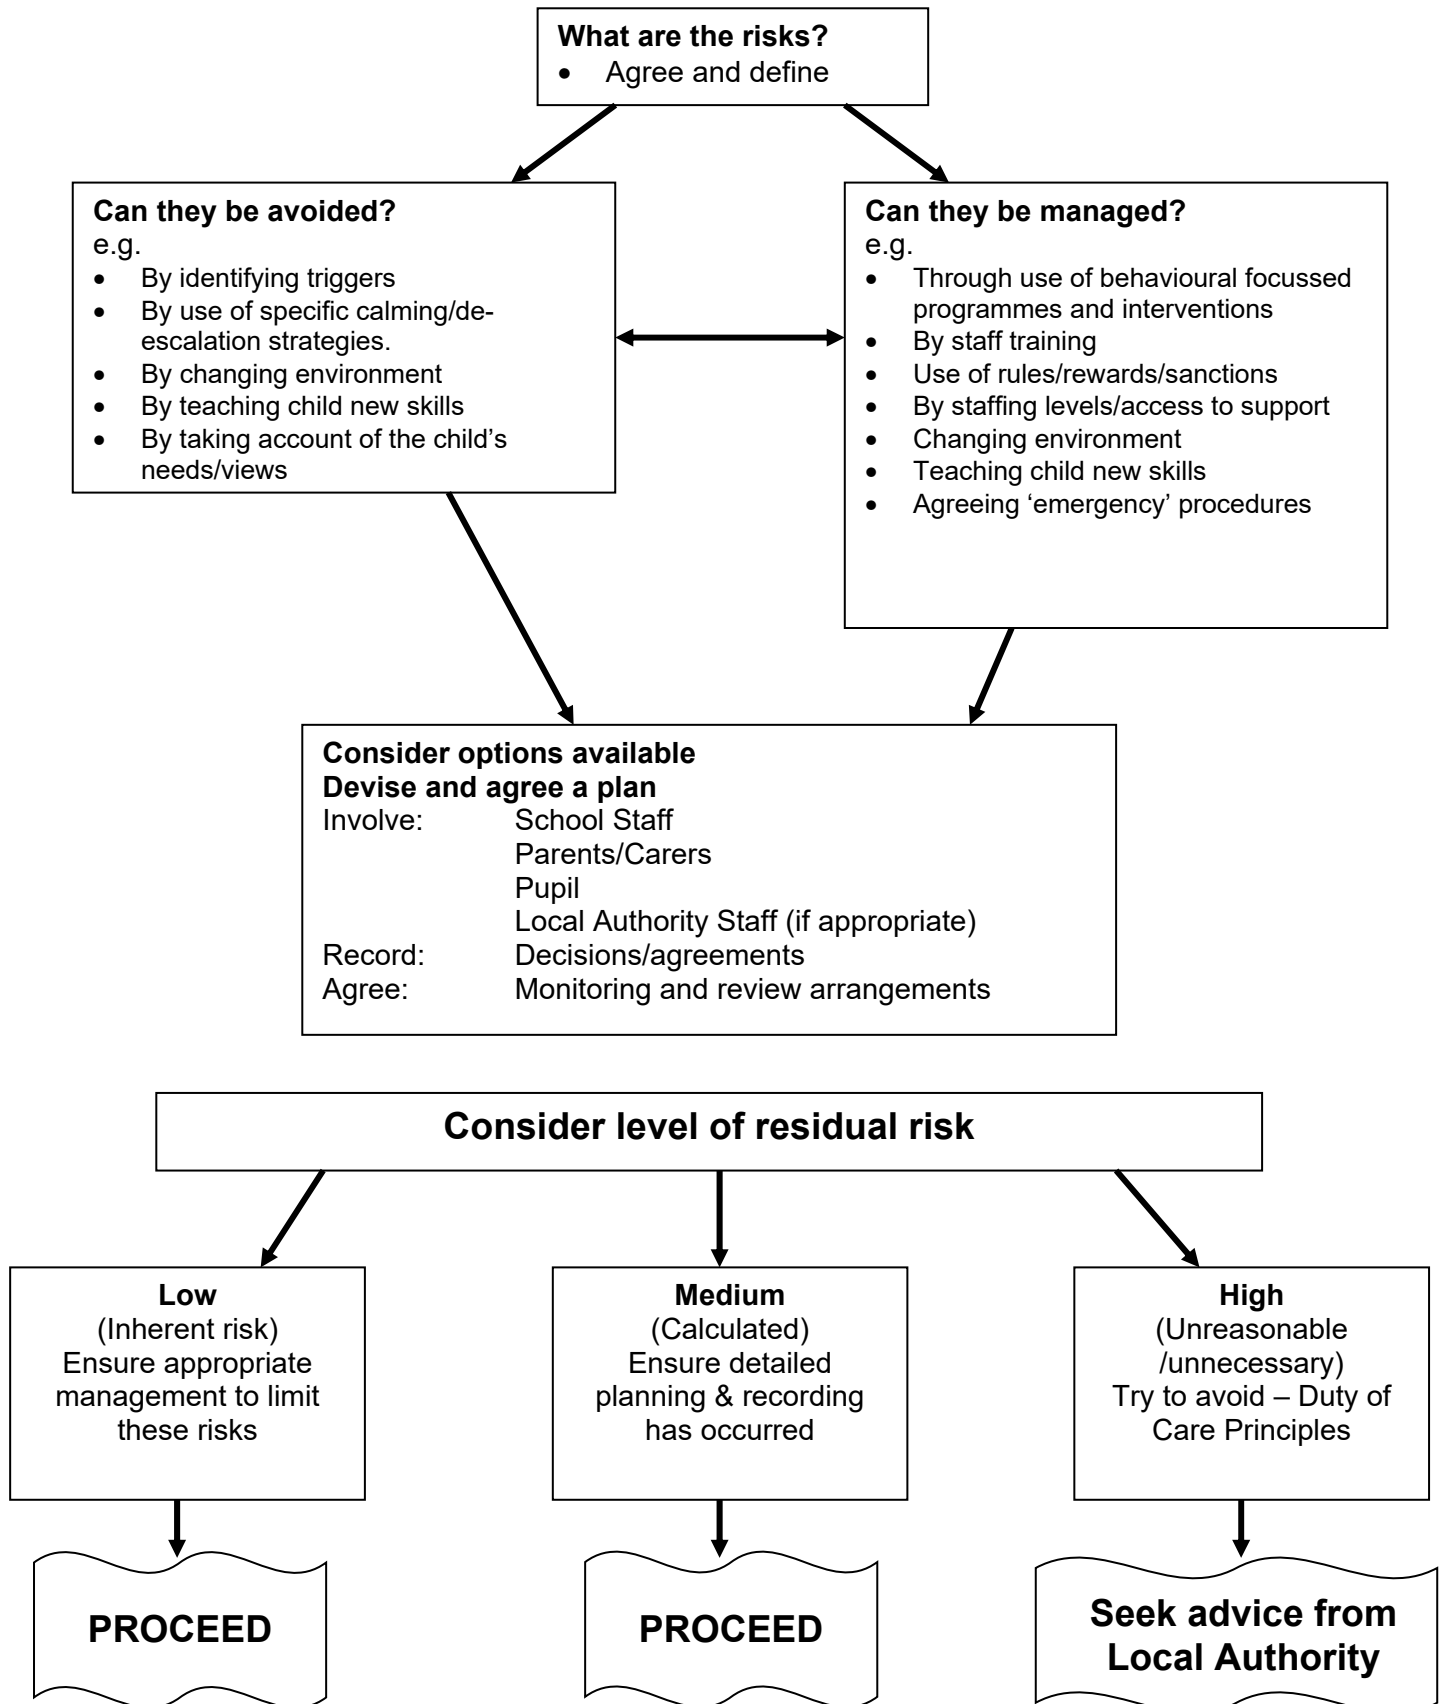 What are the risks?
• Agree and define
Can they be avoided?
e.g.
• By identifying triggers
• By use of specific calming/de-
escalation strategies.
• By changing environment
• By teaching child new skills
• By taking account of the child’s
needs/views
Can they be managed?
e.g.
• Through use of behavioural focussed
programmes and interventions
• By staff training
• Use of rules/rewards/sanctions
• By staffing levels/access to support
• Changing environment
• Teaching child new skills
• Agreeing ‘emergency’ procedures
Consider options available
Devise and agree a plan
Involve: School Staff
Parents/Carers
Pupil
Local Authority Staff (if appropriate)
Record: Decisions/agreements
Agree: Monitoring and review arrangements
Consider level of residual risk
Low
(Inherent risk)
Ensure appropriate
management to limit
these risks
Medium
(Calculated)
Ensure detailed
planning & recording
has occurred
High
(Unreasonable
/unnecessary)
Try to avoid – Duty of
Care Principles
PROCEED
PROCEED
Seek advice from
Local Authority